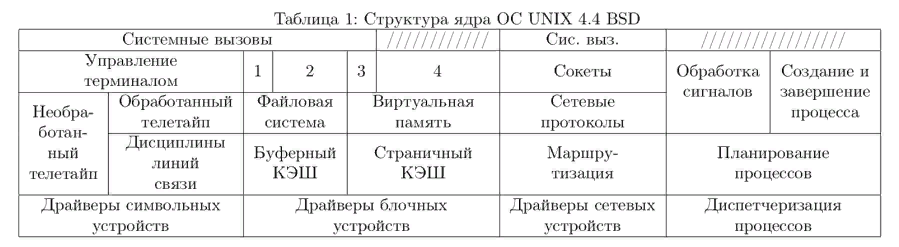 Таблица 1: Структура ядра ОС UNIX 4.4 BSD
Системные вызовы //////////// Сис. выз. /////////////////
Управление
терминалом
1 2 3 4 Сокеты
Обработка
сигналов
Создание и
завершение
процесса
Необра-
ботан-
ный
телетайп
Обработанный
телетайп
Файловая
система
Виртуальная
память
Сетевые
протоколы
Дисциплины
линий
связи
Буферный
КЭШ
Страничный
КЭШ
Маршру-
тизация
Планирование
процессов
Драйверы символьных
устройств
Драйверы блочных
устройств
Драйверы сетевых
устройств
Диспетчеризация
процессов